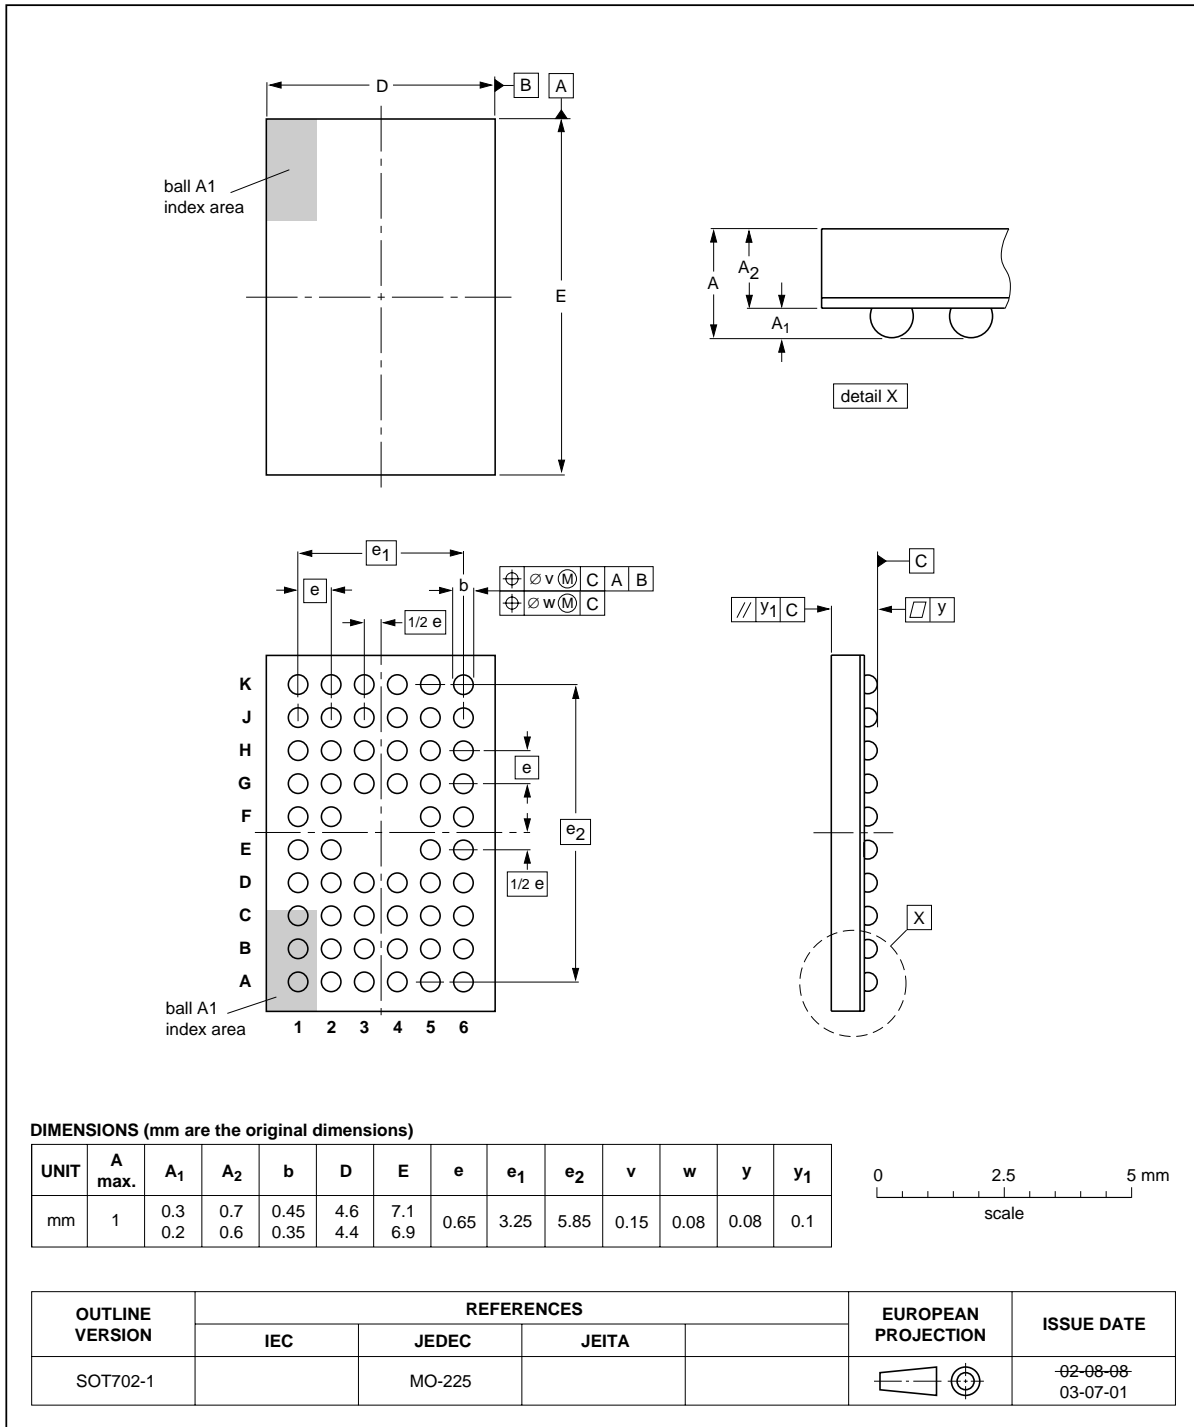 D
B
A
ball A1
index area
E
A
A2
A1
detail X
e1
e
b
1/2 e
⌖ ⌀ v Ⓜ C A B
⌖ ⌀ w Ⓜ C
C
// y1 C
⏥ y
K
J
H
G
F
E
D
C
B
A
e
e2
1/2 e
X
ball A1
index area
1 2 3 4 5 6
DIMENSIONS (mm are the original dimensions)
UNIT A max. A1 A2 b D E e e1 e2 v w y y1
mm 1 0.3 0.2 0.7 0.6 0.45 0.35 4.6 4.4 7.1 6.9 0.65 3.25 5.85 0.15 0.08 0.08 0.1
0 2.5 5 mm
scale
OUTLINE VERSION REFERENCES EUROPEAN PROJECTION ISSUE DATE
IEC JEDEC JEITA
SOT702-1 MO-225 02-08-08
03-07-01